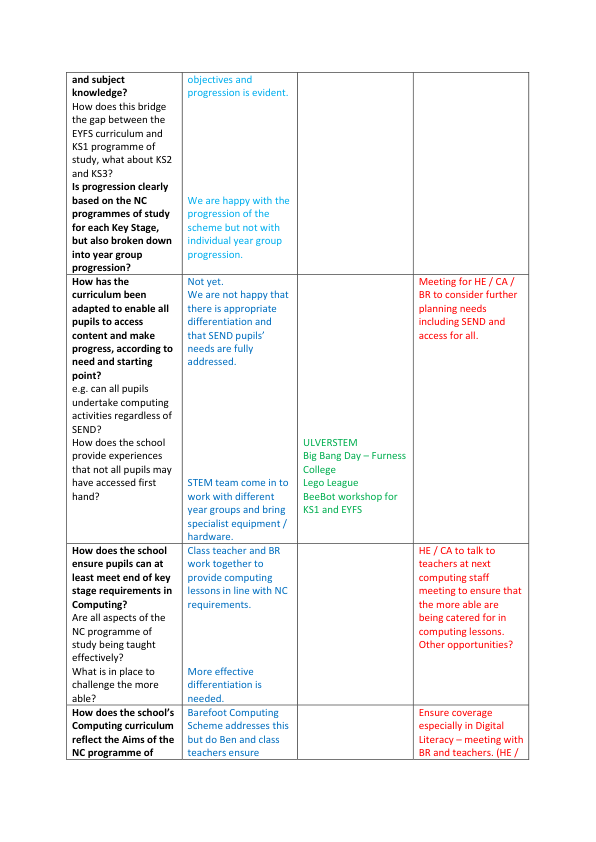 and subject
knowledge?
How does this bridge
the gap between the
EYFS curriculum and
KS1 programme of
study, what about KS2
and KS3?
Is progression clearly
based on the NC
programmes of study
for each Key Stage,
but also broken down
into year group
progression?
objectives and
progression is evident.
We are happy with the
progression of the
scheme but not with
individual year group
progression.
How has the
curriculum been
adapted to enable all
pupils to access
content and make
progress, according to
need and starting
point?
e.g. can all pupils
undertake computing
activities regardless of
SEND?
How does the school
provide experiences
that not all pupils may
have accessed first
hand?
Not yet.
We are not happy that
there is appropriate
differentiation and
that SEND pupils’
needs are fully
addressed.
STEM team come in to
work with different
year groups and bring
specialist equipment /
hardware.
ULVERSTEM
Big Bang Day – Furness
College
Lego League
BeeBot workshop for
KS1 and EYFS
Meeting for HE / CA /
BR to consider further
planning needs
including SEND and
access for all.
How does the school
ensure pupils can at
least meet end of key
stage requirements in
Computing?
Are all aspects of the
NC programme of
study being taught
effectively?
What is in place to
challenge the more
able?
Class teacher and BR
work together to
provide computing
lessons in line with NC
requirements.
More effective
differentiation is
needed.
HE / CA to talk to
teachers at next
computing staff
meeting to ensure that
the more able are
being catered for in
computing lessons.
Other opportunities?
How does the school’s
Computing curriculum
reflect the Aims of the
NC programme of
Barefoot Computing
Scheme addresses this
but do Ben and class
teachers ensure
Ensure coverage
especially in Digital
Literacy – meeting with
BR and teachers. (HE /